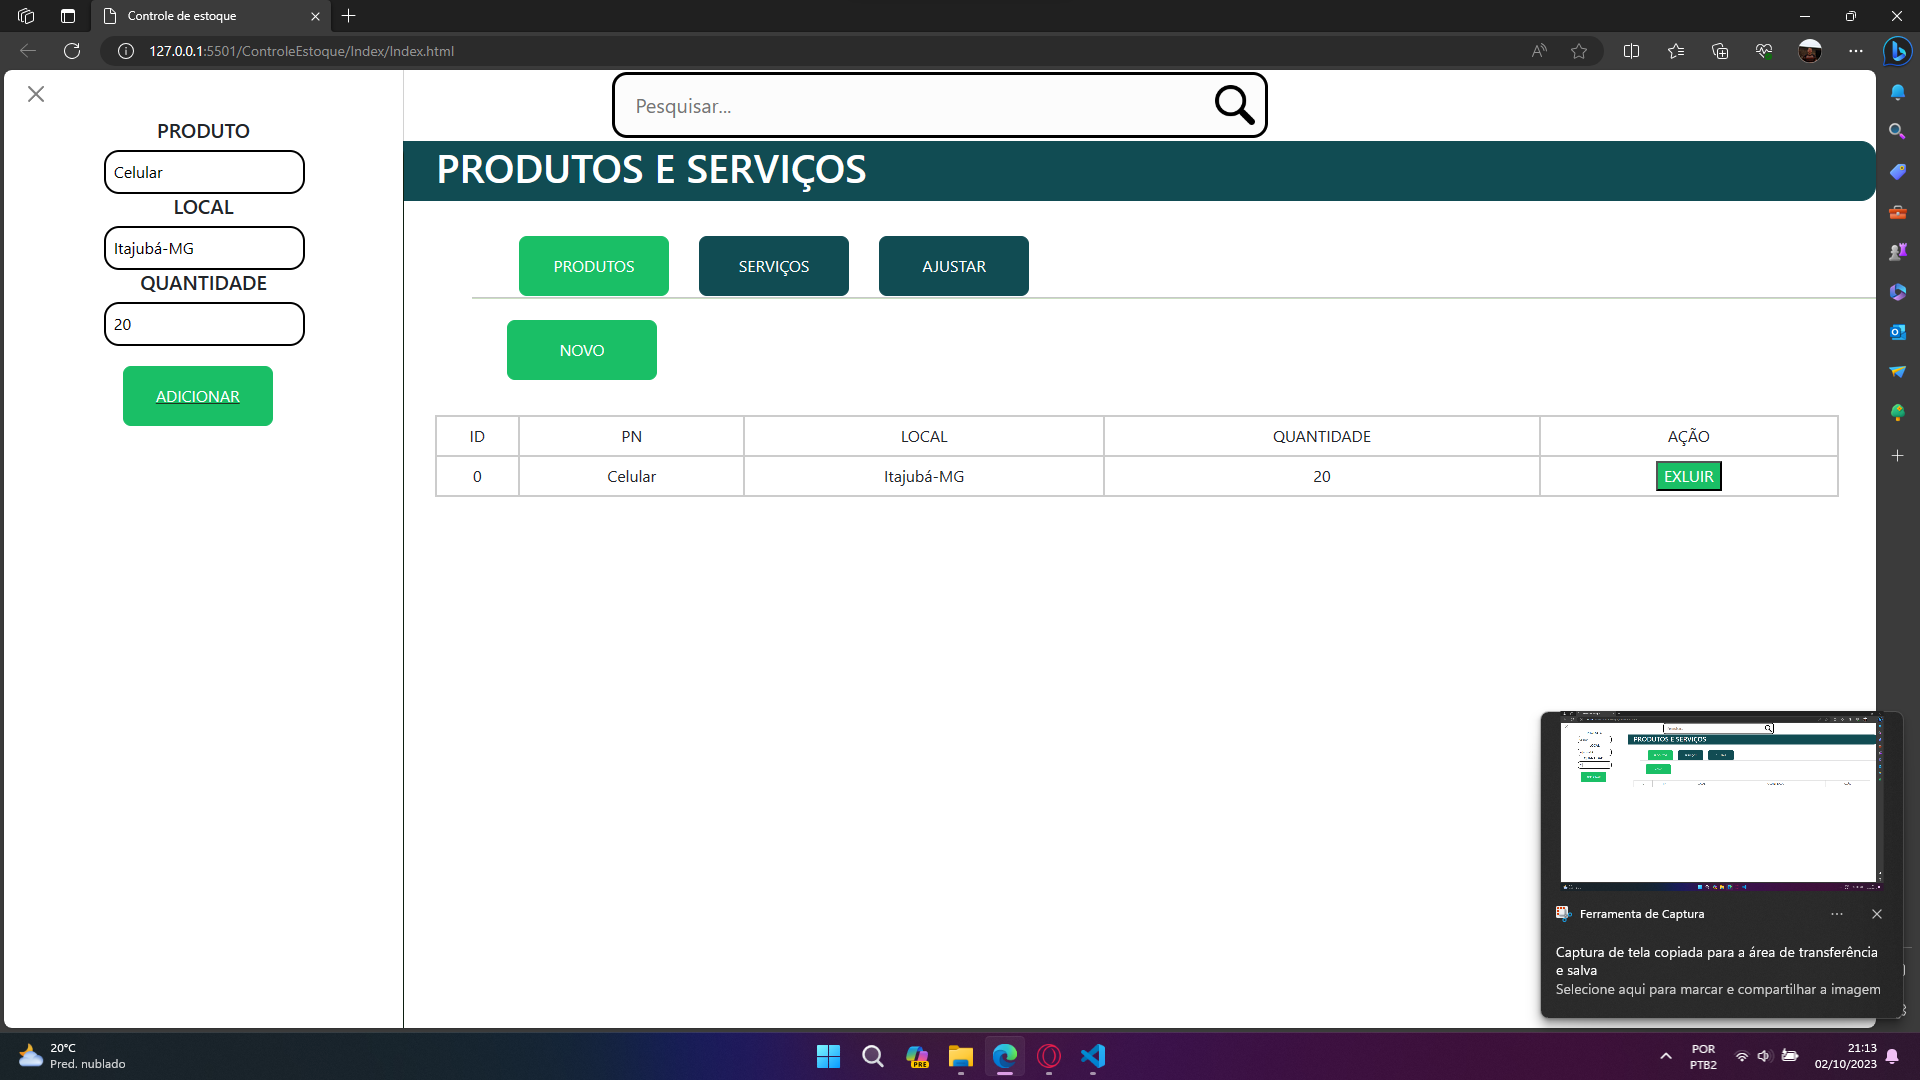 Controle de estoque
127.0.0.1:5501/ControleEstoque/Index/Index.html
PRODUTO
Celular
LOCAL
Itajubá-MG
QUANTIDADE
20
ADICIONAR
Pesquisar...
PRODUTOS E SERVIÇOS
PRODUTOS SERVIÇOS AJUSTAR
NOVO
ID PN LOCAL QUANTIDADE AÇÃO
0 Celular Itajubá-MG 20 EXLUIR
PRODUTOS E SERVIÇOS
Ferramenta de Captura
Captura de tela copiada para a área de transferência
e salva
Selecione aqui para marcar e compartilhar a imagem
20°C
Pred. nublado
PRE
POR
PTB2
21:13
02/10/2023